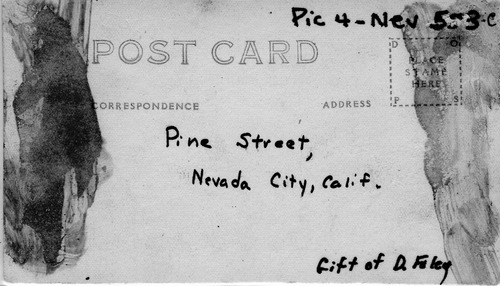 Pic 4-Nev 5-3-C
POST CARD
CORRESPONDENCE
ADDRESS
D O
PLACE
STAMP
HERE
P S
Pine Street,
Nevada City, Calif.
Gift of D. Foley